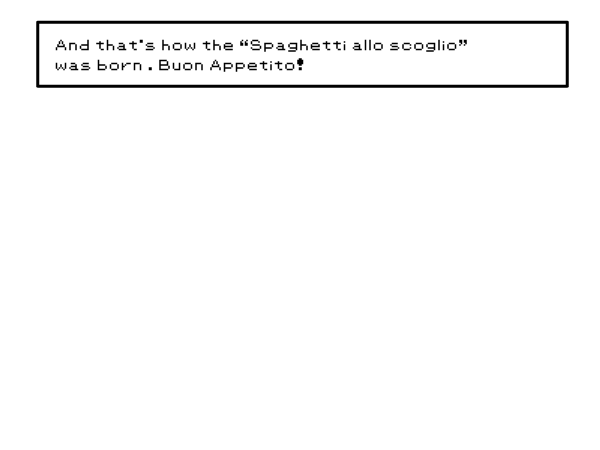 And that's how the “Spaghetti allo scoglio”
was born . Buon Appetito!